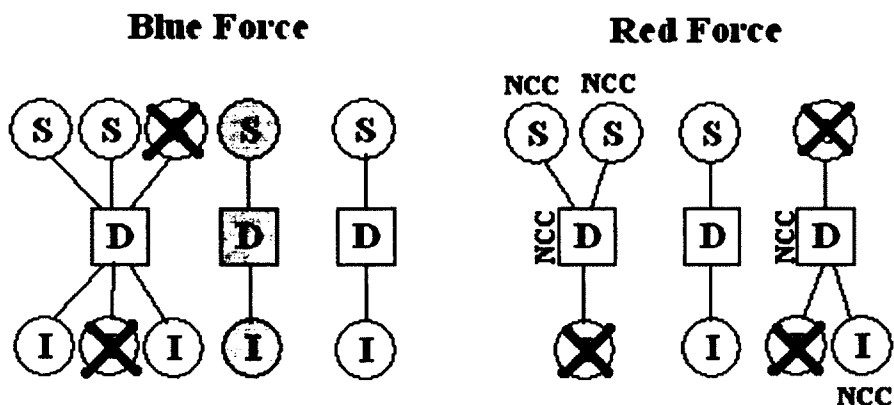 Blue Force Red Force
NCC NCC
S S S S S S S
D D D NCC D D NCC D
I I I I I I
NCC